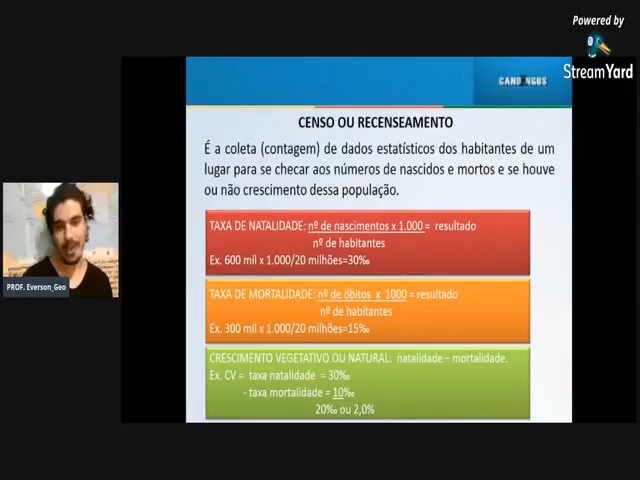 Powered by
StreamYard
CANDANGOS
CENSO OU RECENSEAMENTO
É a coleta (contagem) de dados estatísticos dos habitantes de um
lugar para se checar aos números de nascidos e mortos e se houve
ou não crescimento dessa população.
TAXA DE NATALIDADE: nº de nascimentos x 1.000 = resultado
nº de habitantes
Ex. 600 mil x 1.000/20 milhões=30‰
TAXA DE MORTALIDADE: nº de óbitos x 1000 = resultado
nº de habitantes
Ex. 300 mil x 1.000/20 milhões=15‰
CRESCIMENTO VEGETATIVO OU NATURAL: natalidade – mortalidade.
Ex. CV = taxa natalidade = 30‰
- taxa mortalidade = 10‰
20‰ ou 2,0%
PROF. Everson_Geo